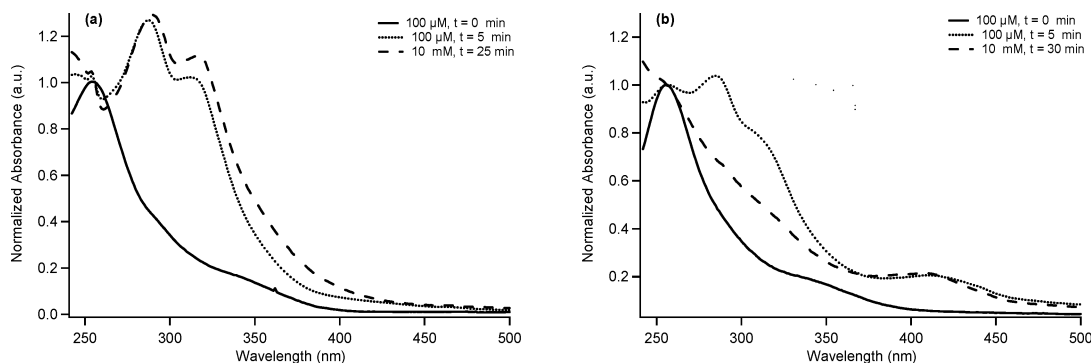 (a)
100 µM, t = 0 min
100 µM, t = 5 min
10 mM, t = 25 min
1.2
1.0
0.8
0.6
0.4
0.2
0.0
Normalized Absorbance (a.u.)
250
300
350
400
450
500
Wavelength (nm)
(b)
100 µM, t = 0 min
100 µM, t = 5 min
10 mM, t = 30 min
1.2
1.0
0.8
0.6
0.4
0.2
Normalized Absorbance (a.u.)
250
300
350
400
450
500
Wavelength (nm)